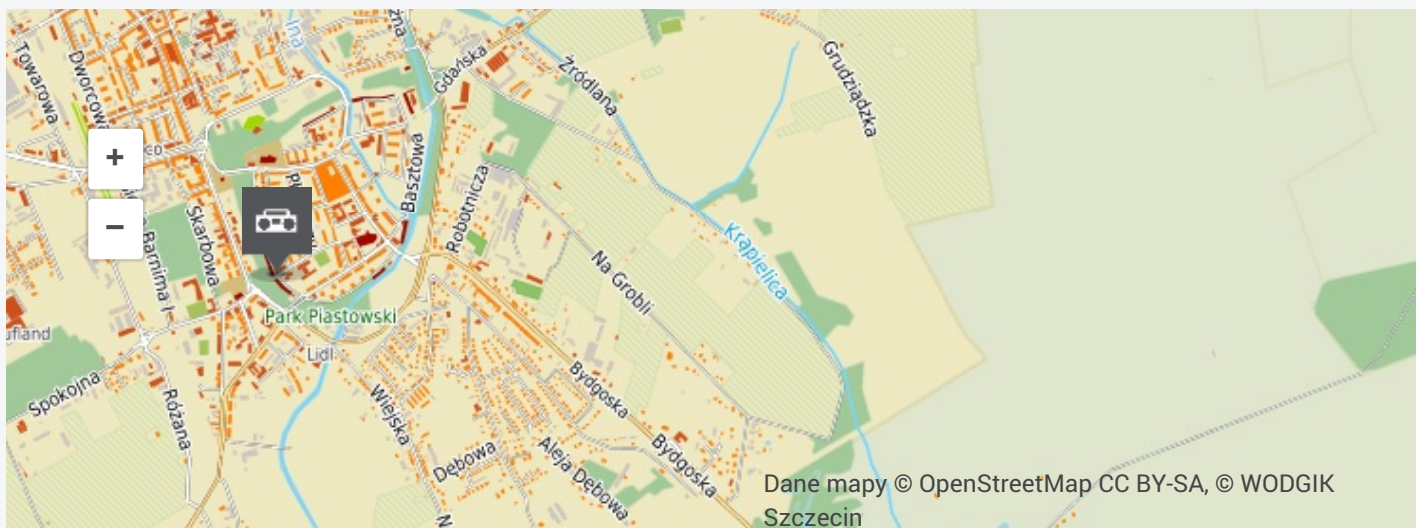 Towarowa
Dworcowa
Ina
Gdańska
Źródlana
Grudziądzka
Basztowa
Robotnicza
Skarbowa
Barnima I
Krąpielica
Na Grobli
Park Piastowski
Lidl
Spokojna
Różana
Wiejska
Bydgoska
Dębowa
Aleja Dębowa
Bydgoska
+
−
Dane mapy © OpenStreetMap CC BY-SA, © WODGIK
Szczecin